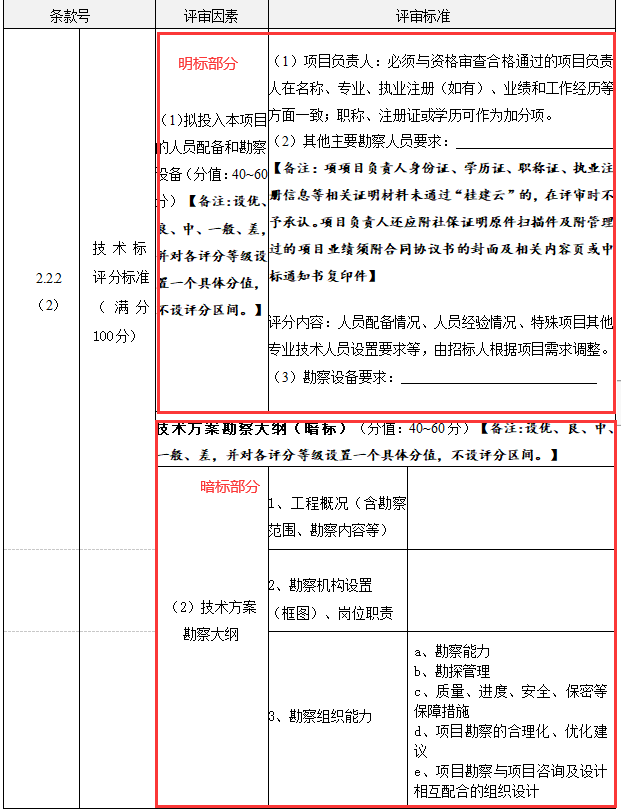 条款号
评审因素
评审标准
2.2.2
（2）
技术标
评分标准
（满分
100分）
明标部分
（1）拟投入本项目
的人员配备和勘察
设备（分值：40~60
分）【备注：设优、
良、中、一般、差，
并对各评分等级设
置一个具体分值，
不设评分区间。】
（1）项目负责人：必须与资格审查合格通过的项目负责
人在名称、专业、执业注册（如有）、业绩和工作经历等
方面一致；职称、注册证或学历可作为加分项。
（2）其他主要勘察人员要求：
【备注：项项目负责人身份证、学历证、职称证、执业注
册信息等相关证明材料未通过“桂建云”的，在评审时不
予承认。项目负责人还应附社保证明原件扫描件及附管理
过的项目业绩须附合同协议书的封面及相关内容页或中
标通知书复印件】
评分内容：人员配备情况、人员经验情况、特殊项目其他
专业技术人员设置要求等，由招标人根据项目需求调整。
（3）勘察设备要求：
技术方案勘察大纲（暗标）（分值：40~60分）【备注：设优、良、中、
一般、差，并对各评分等级设置一个具体分值，不设评分区间。】
暗标部分
（2）技术方案
勘察大纲
1、工程概况（含勘察
范围、勘察内容等）
2、勘察机构设置
（框图）、岗位职责
3、勘察组织能力
a、勘察能力
b、勘探管理
c、质量、进度、安全、保密等
保障措施
d、项目勘察的合理化、优化建
议
e、项目勘察与项目咨询及设计
相互配合的组织设计